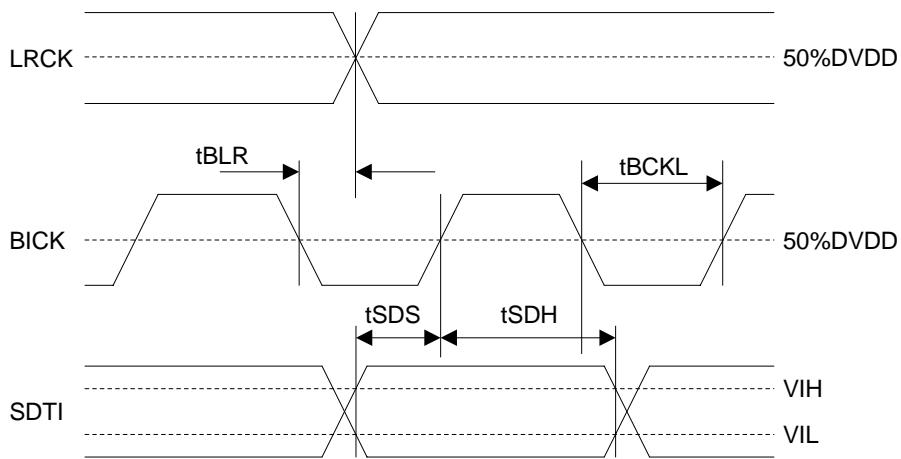 LRCK
50%DVDD
tBLR
tBCKL
BICK
50%DVDD
tSDS
tSDH
VIH
SDTI
VIL